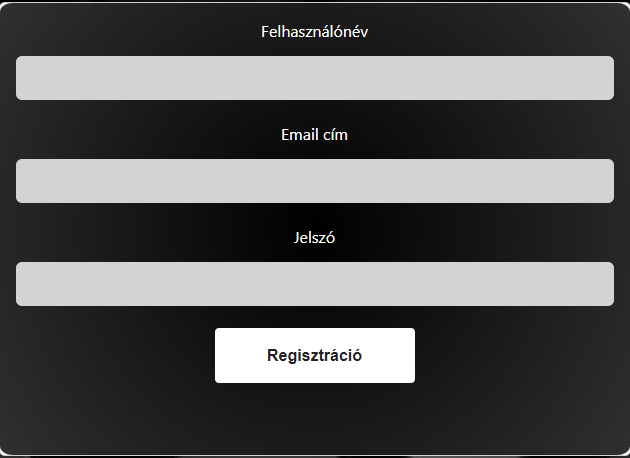 Felhasználónév
Email cím
Jelszó
Regisztráció